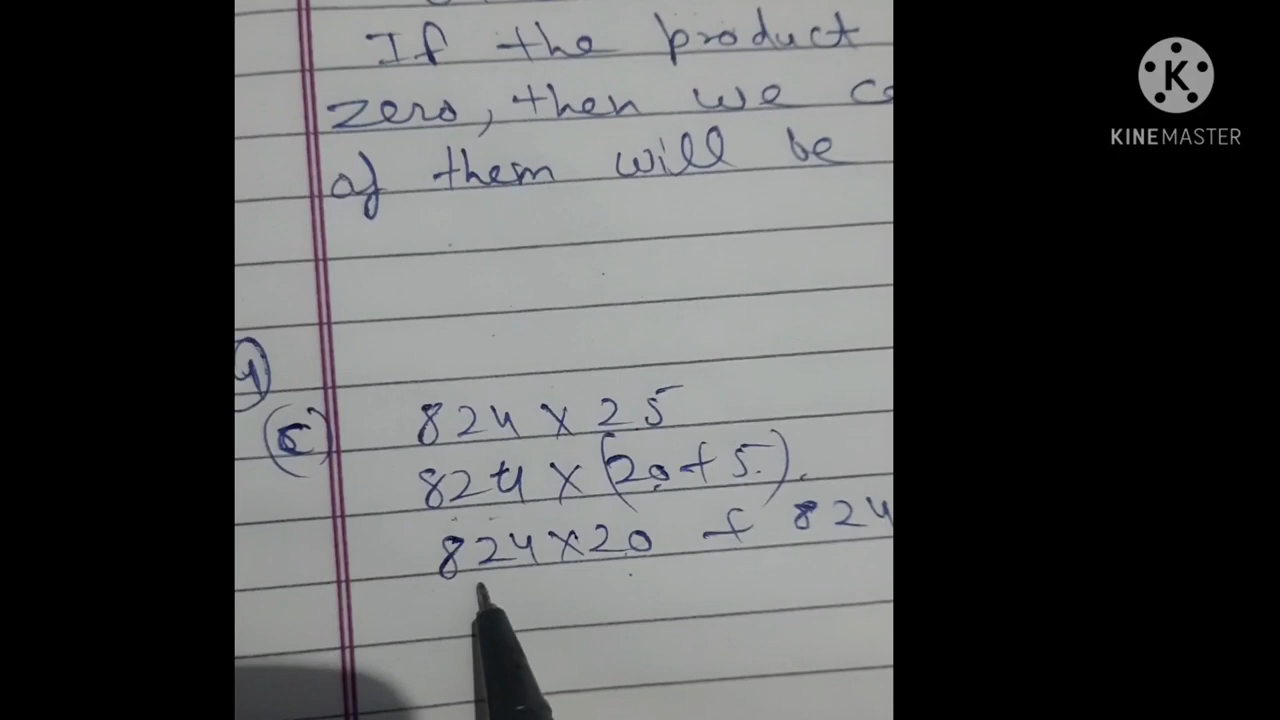 If the product
zero, then we
of them will be
4
(c) 824 × 25
824 × (20 + 5).
824 × 20 + 824
K
KINEMASTER